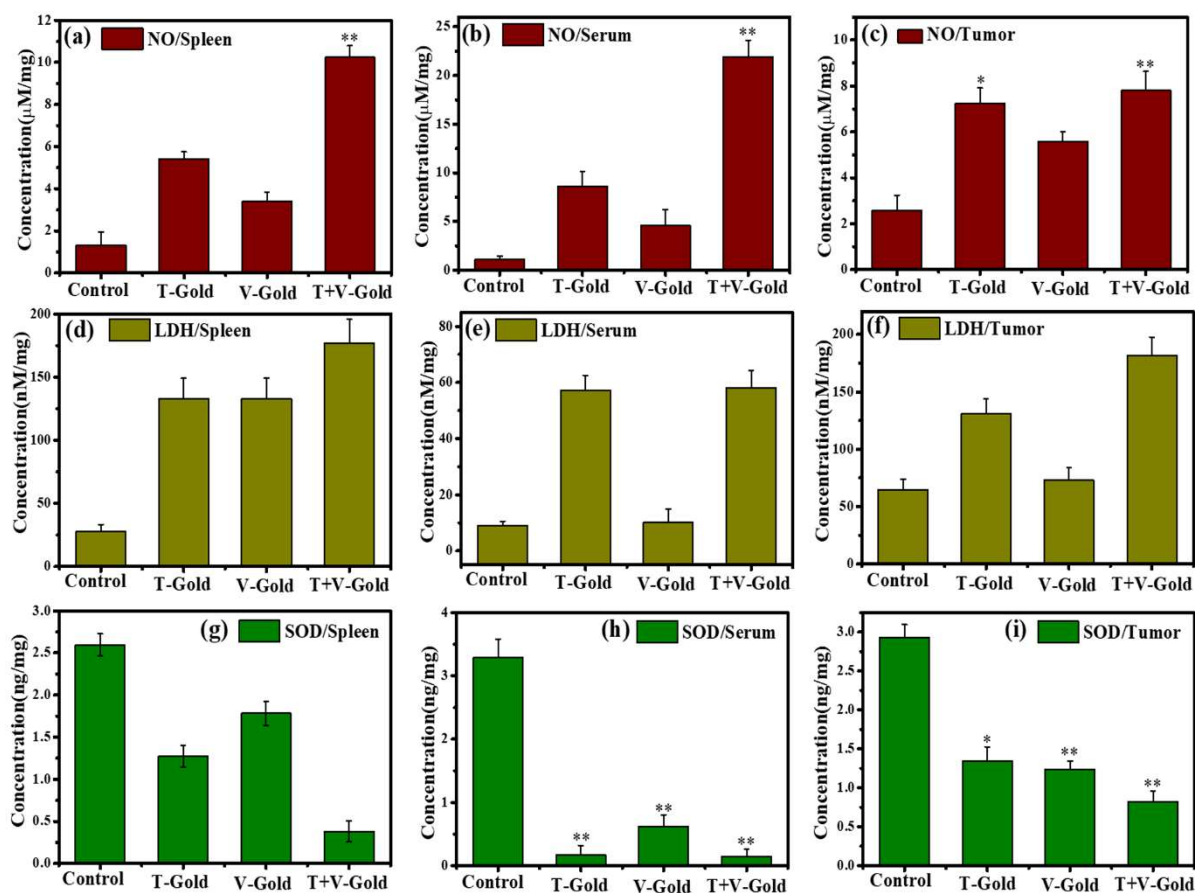 (a) NO/Spleen
**
Concentration(μM/mg)
12
10
8
6
4
2
0
Control T-Gold V-Gold T+V-Gold
(b) NO/Serum
**
Concentration(μM/mg)
25
20
15
10
5
0
Control T-Gold V-Gold T+V-Gold
(c) NO/Tumor
* **
Concentration(μM/mg)
10
8
6
4
2
0
Control T-Gold V-Gold T+V-Gold
(d) LDH/Spleen
Concentration(nM/mg)
200
150
100
50
0
Control T-Gold V-Gold T+V-Gold
(e) LDH/Serum
Concentration(nM/mg)
80
60
40
20
0
Control T-Gold V-Gold T+V-Gold
(f) LDH/Tumor
Concentration(nM/mg)
200
150
100
50
0
Control T-Gold V-Gold T+V-Gold
(g) SOD/Spleen
Concentration(ng/mg)
3.0
2.5
2.0
1.5
1.0
0.5
0.0
Control T-Gold V-Gold T+V-Gold
(h) SOD/Serum
** ** **
Concentration(ng/mg)
4
3
2
1
0
Control T-Gold V-Gold T+V-Gold
(i) SOD/Tumor
* ** **
Concentration(ng/mg)
3.0
2.5
2.0
1.5
1.0
0.5
0.0
Control T-Gold V-Gold T+V-Gold